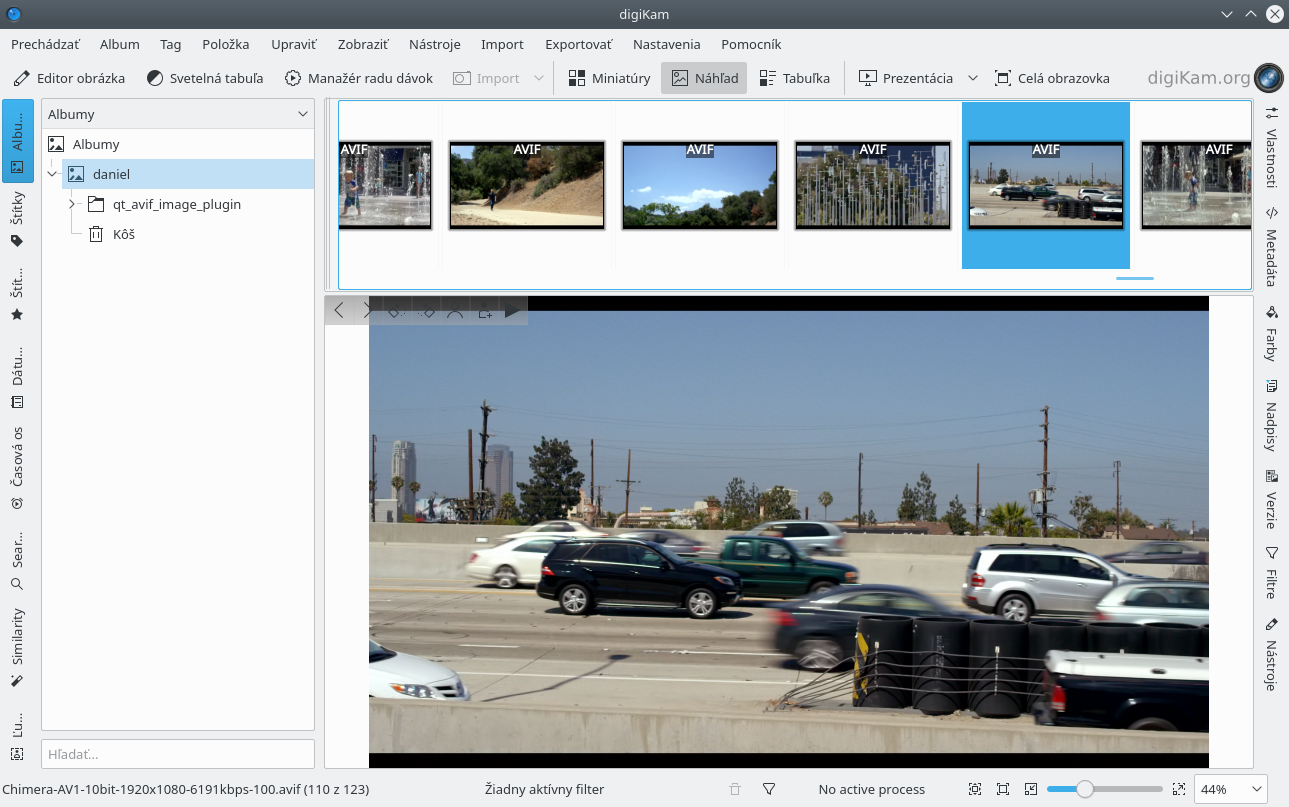 digiKam
Prechádzať Album Tag Položka Upraviť Zobraziť Nástroje Import Exportovať Nastavenia Pomocník
Editor obrázka Svetelná tabuľa Manažér radu dávok Import Miniatúry Náhľad Tabuľka Prezentácia Celá obrazovka digiKam.org
Albu...
Štítky
Štít...
Dátu...
Časová os
Sear...
Similarity
Ľu...
Albumy
Albumy
daniel
qt_avif_image_plugin
Kôš
Hľadať...
AVIF AVIF AVIF AVIF AVIF AVIF
Vlastnosti
Metadáta
Farby
Nadpisy
Verzie
Filtre
Nástroje
Chimera-AV1-10bit-1920x1080-6191kbps-100.avif (110 z 123) Žiadny aktívny filter No active process 44%